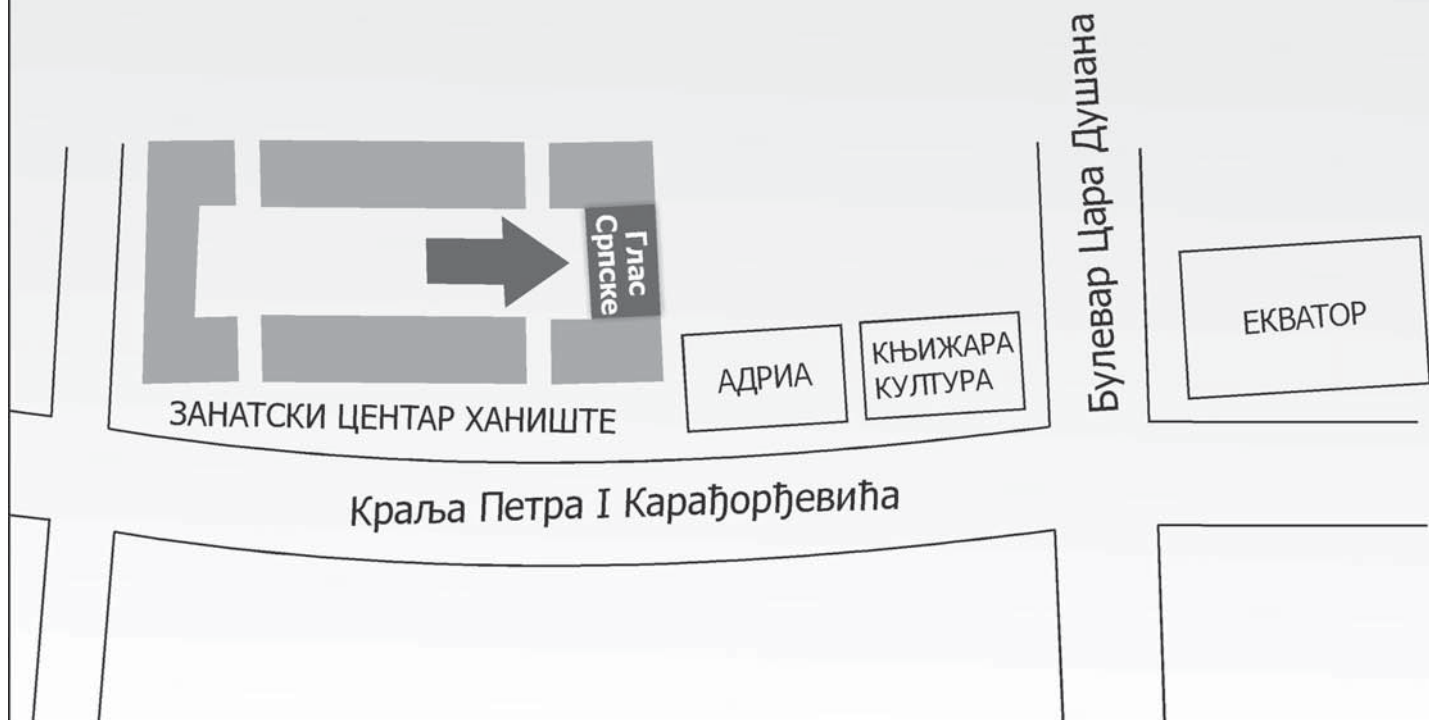 Булевар Цара Душана
Глас
Српске
ЕКВАТОР
КЊИЖАРА
КУЛТУРА
АДРИА
ЗАНАТСКИ ЦЕНТАР ХАНИШТЕ
Краља Петра I Карађорђевића